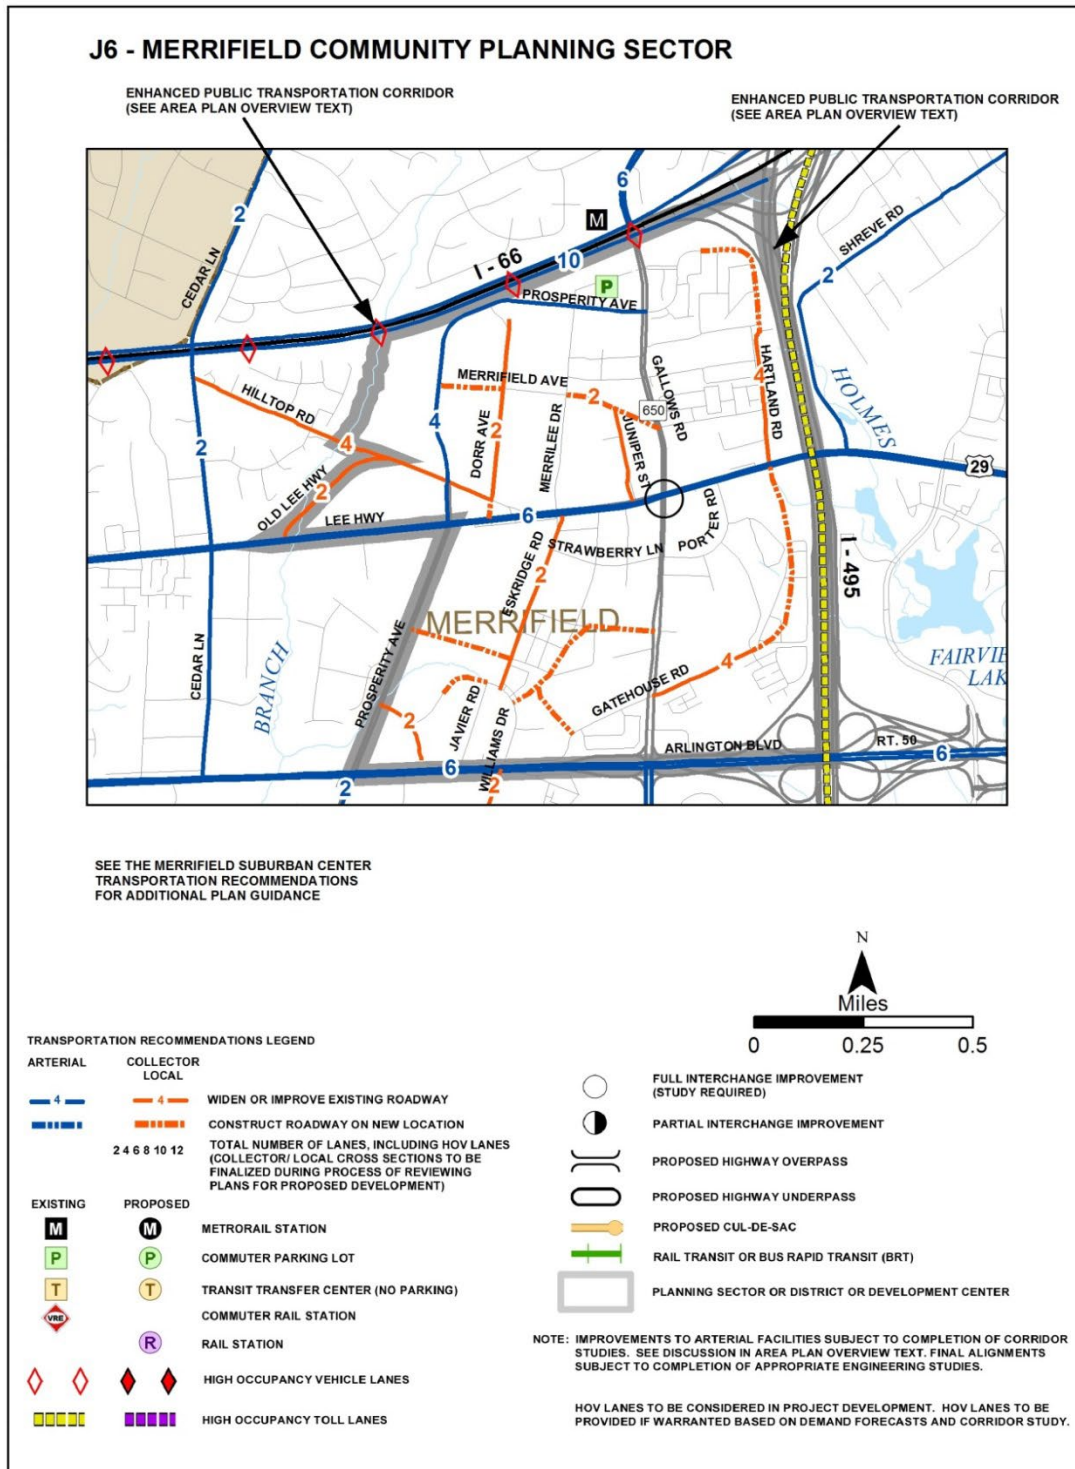 J6 - MERRIFIELD COMMUNITY PLANNING SECTOR
ENHANCED PUBLIC TRANSPORTATION CORRIDOR
(SEE AREA PLAN OVERVIEW TEXT)
ENHANCED PUBLIC TRANSPORTATION CORRIDOR
(SEE AREA PLAN OVERVIEW TEXT)
6
M
2
CEDAR LN
SHREVE RD
I - 66
10
P
2
PROSPERITY AVE
HILLTOP RD
MERRIFIELD AVE
GALLOWS RD
HARTLAND RD
HOLMES
4
2
650
4
2
4
DORR AVE
2
MERRILEE DR
JUNIPER ST
29
OLD LEE HWY
2
LEE HWY
6
PORTER RD
STRAWBERRY LN
I - 495
ESKRIDGE RD
2
MERRIFIELD
CEDAR LN
BRANCH
PROSPERITY AVE
FAIRVIE
LAK
4
GATEHOUSE RD
JAVIER RD
2
WILLIAMS DR
ARLINGTON BLVD
RT. 50
6
6
2
2
SEE THE MERRIFIELD SUBURBAN CENTER
TRANSPORTATION RECOMMENDATIONS
FOR ADDITIONAL PLAN GUIDANCE
N
Miles
0 0.25 0.5
TRANSPORTATION RECOMMENDATIONS LEGEND
ARTERIAL COLLECTOR
LOCAL
4 4 WIDEN OR IMPROVE EXISTING ROADWAY
CONSTRUCT ROADWAY ON NEW LOCATION
2 4 6 8 10 12 TOTAL NUMBER OF LANES, INCLUDING HOV LANES
(COLLECTOR/ LOCAL CROSS SECTIONS TO BE
FINALIZED DURING PROCESS OF REVIEWING
PLANS FOR PROPOSED DEVELOPMENT)
EXISTING PROPOSED
M M METRORAIL STATION
P P COMMUTER PARKING LOT
T T TRANSIT TRANSFER CENTER (NO PARKING)
VRE COMMUTER RAIL STATION
R RAIL STATION
HIGH OCCUPANCY VEHICLE LANES
HIGH OCCUPANCY TOLL LANES
FULL INTERCHANGE IMPROVEMENT
(STUDY REQUIRED)
PARTIAL INTERCHANGE IMPROVEMENT
PROPOSED HIGHWAY OVERPASS
PROPOSED HIGHWAY UNDERPASS
PROPOSED CUL-DE-SAC
RAIL TRANSIT OR BUS RAPID TRANSIT (BRT)
PLANNING SECTOR OR DISTRICT OR DEVELOPMENT CENTER
NOTE: IMPROVEMENTS TO ARTERIAL FACILITIES SUBJECT TO COMPLETION OF CORRIDOR
STUDIES. SEE DISCUSSION IN AREA PLAN OVERVIEW TEXT. FINAL ALIGNMENTS
SUBJECT TO COMPLETION OF APPROPRIATE ENGINEERING STUDIES.
HOV LANES TO BE CONSIDERED IN PROJECT DEVELOPMENT. HOV LANES TO BE
PROVIDED IF WARRANTED BASED ON DEMAND FORECASTS AND CORRIDOR STUDY.